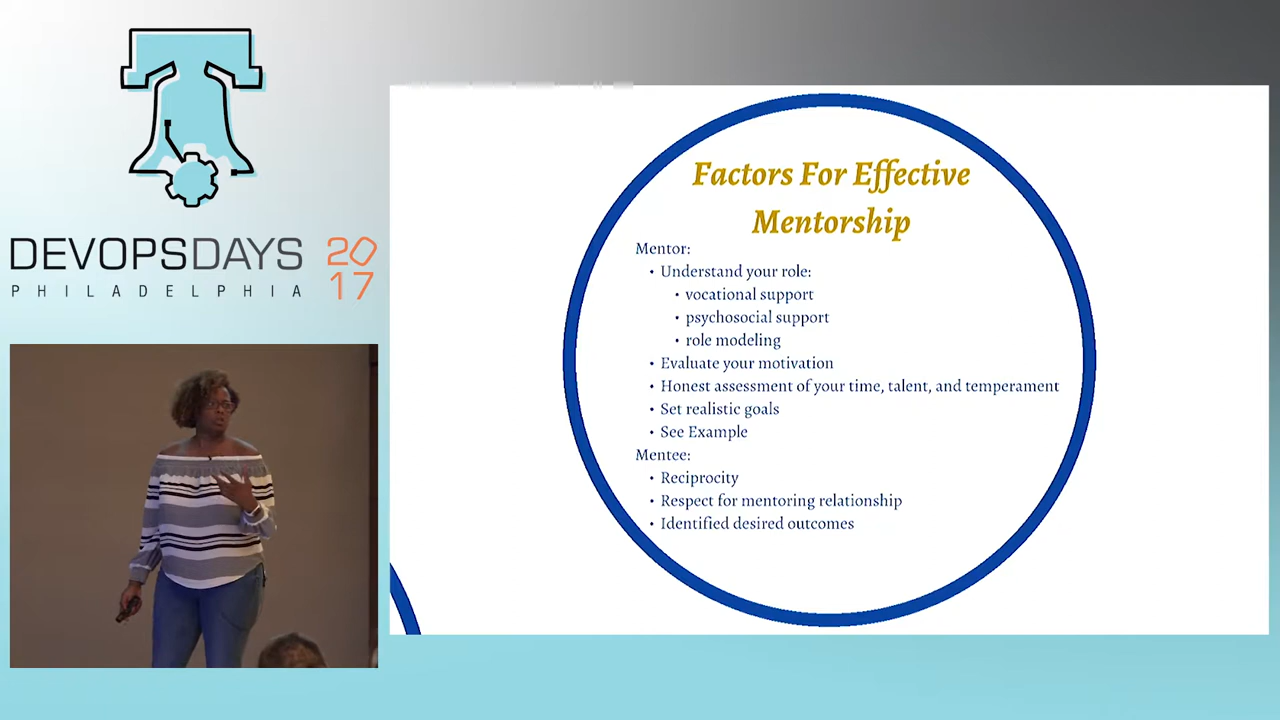 DEVOPSDAYS 2017
PHILADELPHIA
Factors For Effective
Mentorship
Mentor:
• Understand your role:
• vocational support
• psychosocial support
• role modeling
• Evaluate your motivation
• Honest assessment of your time, talent, and temperament
• Set realistic goals
• See Example
Mentee:
• Reciprocity
• Respect for mentoring relationship
• Identified desired outcomes